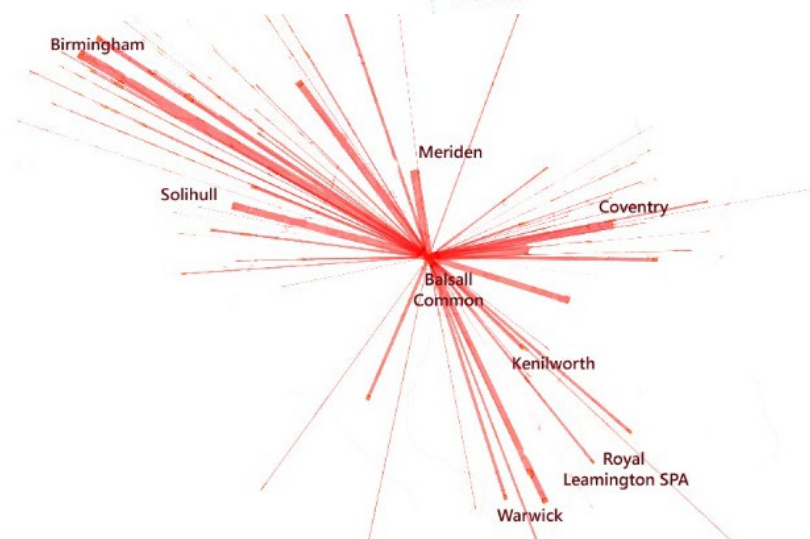 Birmingham
Meriden
Solihull
Coventry
Balsall
Common
Kenilworth
Royal
Leamington SPA
Warwick